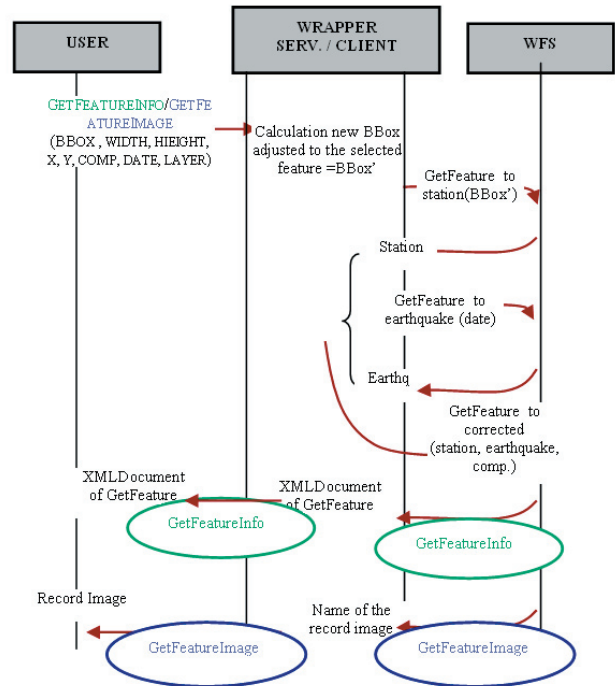 USER
WRAPPER
SERV. / CLIENT
WFS
GETFEATUREINFO/GETFE
ATUREIMAGE
(BBOX , WIDTH, HIEIGHT,
X, Y, COMP, DATE, LAYER)
Calculation new BBox
adjusted to the selected
feature =BBox'
GetFeature to
station(BBox')
Station
GetFeature to
earthquake (date)
Earthq
GetFeature to
corrected
(station, earthquake,
comp.)
XMLDocument
of GetFeature
XMLDocument
of GetFeature
GetFeatureInfo
GetFeatureInfo
Record Image
Name of the
record image
GetFeatureImage
GetFeatureImage